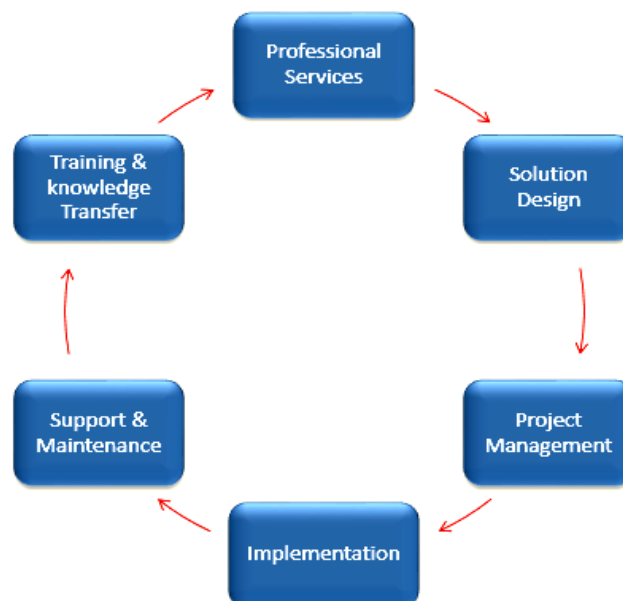 Professional
Services
Solution
Design
Project
Management
Implementation
Support &
Maintenance
Training &
knowledge
Transfer